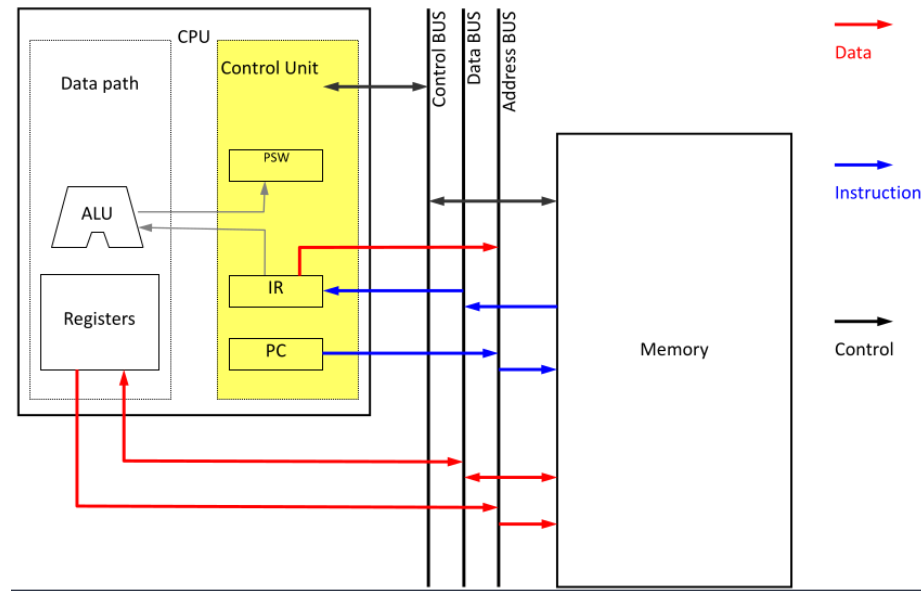 CPU
Data path
Control Unit
PSW
ALU
IR
Registers
PC
Control BUS
Data BUS
Address BUS
Memory
Data
Instruction
Control